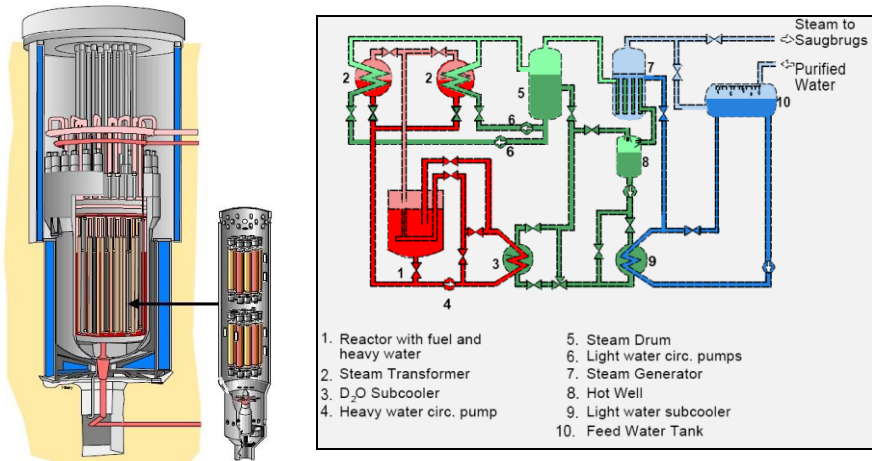 Steam to
Saugbrugs
Purified
Water
2
2
5
7
10
6
6
8
1
3
9
4
1. Reactor with fuel and
heavy water
2. Steam Transformer
3. D₂O Subcooler
4. Heavy water circ. pump
5. Steam Drum
6. Light water circ. pumps
7. Steam Generator
8. Hot Well
9. Light water subcooler
10. Feed Water Tank